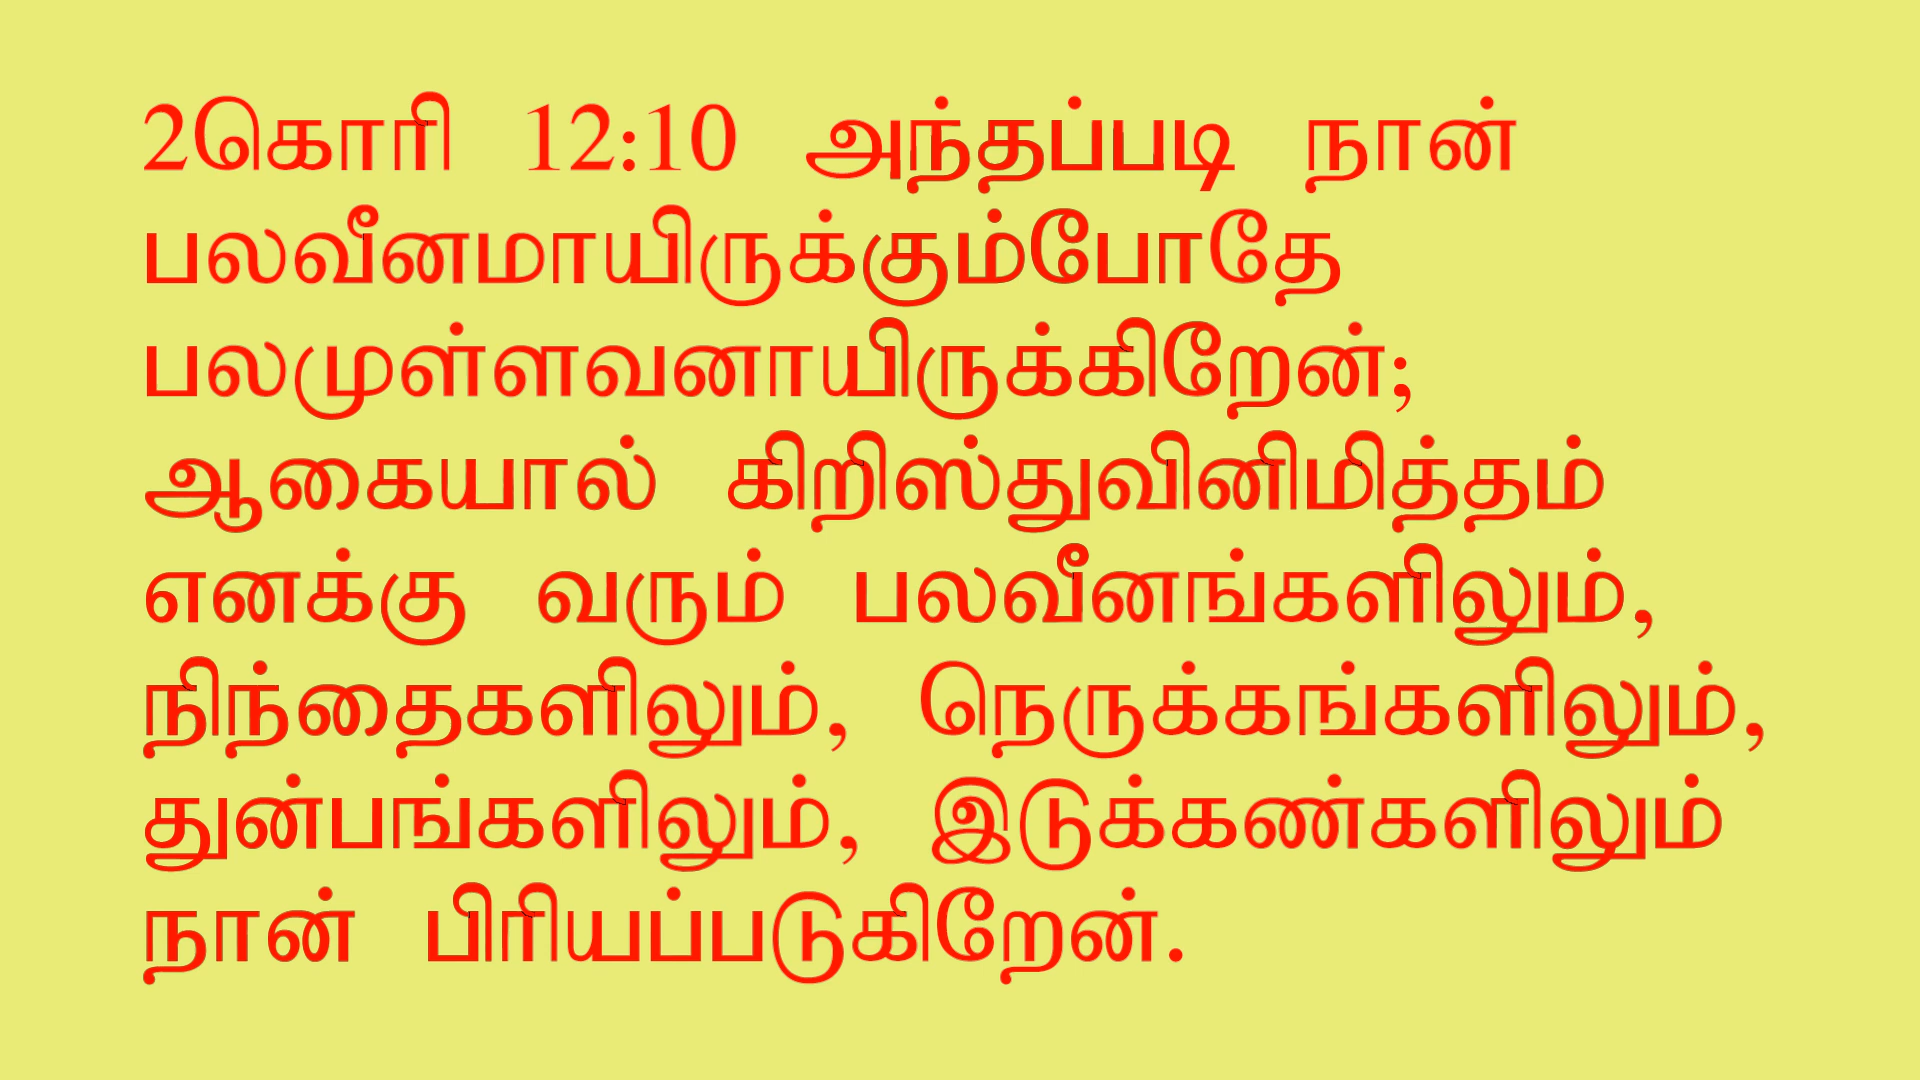 2கொரி 12:10 அந்தப்படி நான்
பலவீனமாயிருக்கும்போதே
பலமுள்ளவனாயிருக்கிறேன்;
ஆகையால் கிறிஸ்துவினிமித்தம்
எனக்கு வரும் பலவீனங்களிலும்,
நிந்தைகளிலும், நெருக்கங்களிலும்,
துன்பங்களிலும், இடுக்கண்களிலும்
நான் பிரியப்படுகிறேன்.